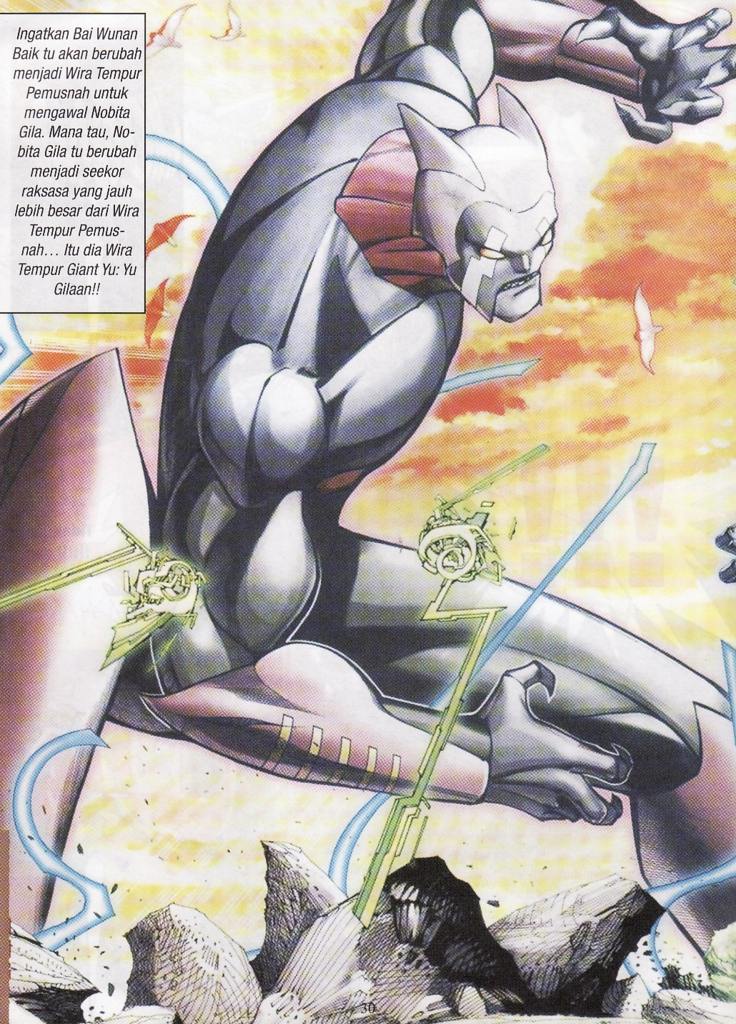 Ingatkan Bai Wunan
Baik tu akan berubah
menjadi Wira Tempur
Pemusnah untuk
mengawal Nobita
Gila. Mana tau, No-
bita Gila tu berubah
menjadi seekor
raksasa yang jauh
lebih besar dari Wira
Tempur Pemus-
nah... Itu dia Wira
Tempur Giant Yu: Yu
Gilaan!!
30